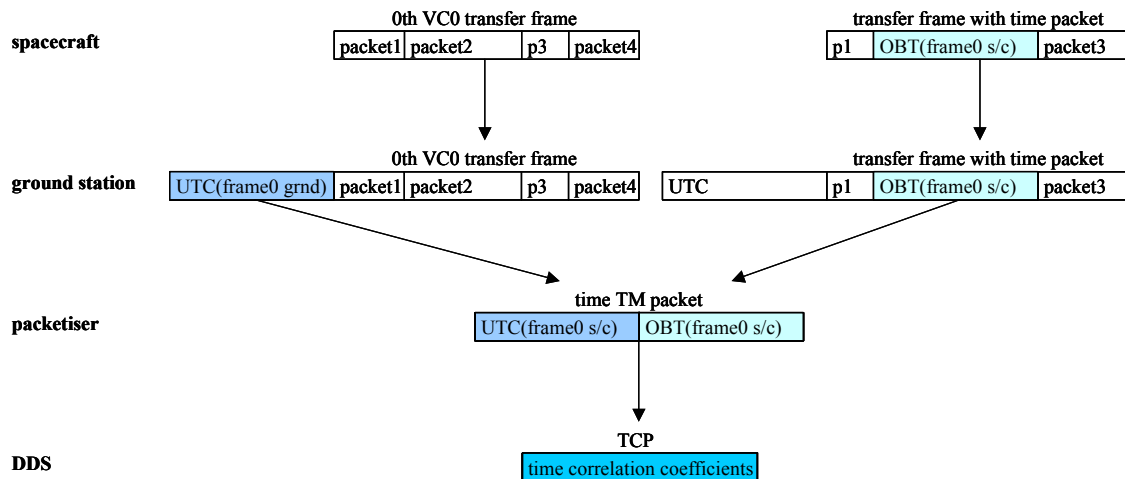 0th VC0 transfer frame
transfer frame with time packet
spacecraft
packet1 packet2 p3 packet4
p1 OBT(frame0 s/c) packet3
0th VC0 transfer frame
transfer frame with time packet
ground station
UTC(frame0 grnd) packet1 packet2 p3 packet4
UTC p1 OBT(frame0 s/c) packet3
time TM packet
packetiser
UTC(frame0 s/c) OBT(frame0 s/c)
TCP
DDS
time correlation coefficients